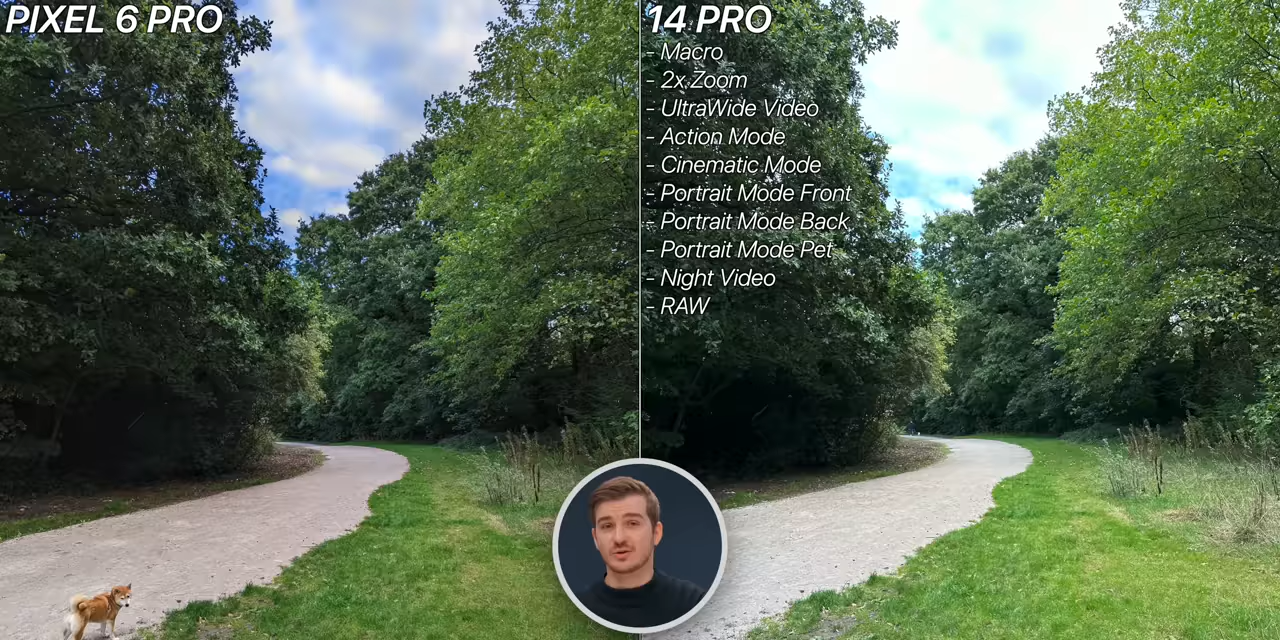 PIXEL 6 PRO
14 PRO
- Macro
- 2x Zoom
- UltraWide Video
- Action Mode
- Cinematic Mode
- Portrait Mode Front
- Portrait Mode Back
- Portrait Mode Pet
- Night Video
- RAW